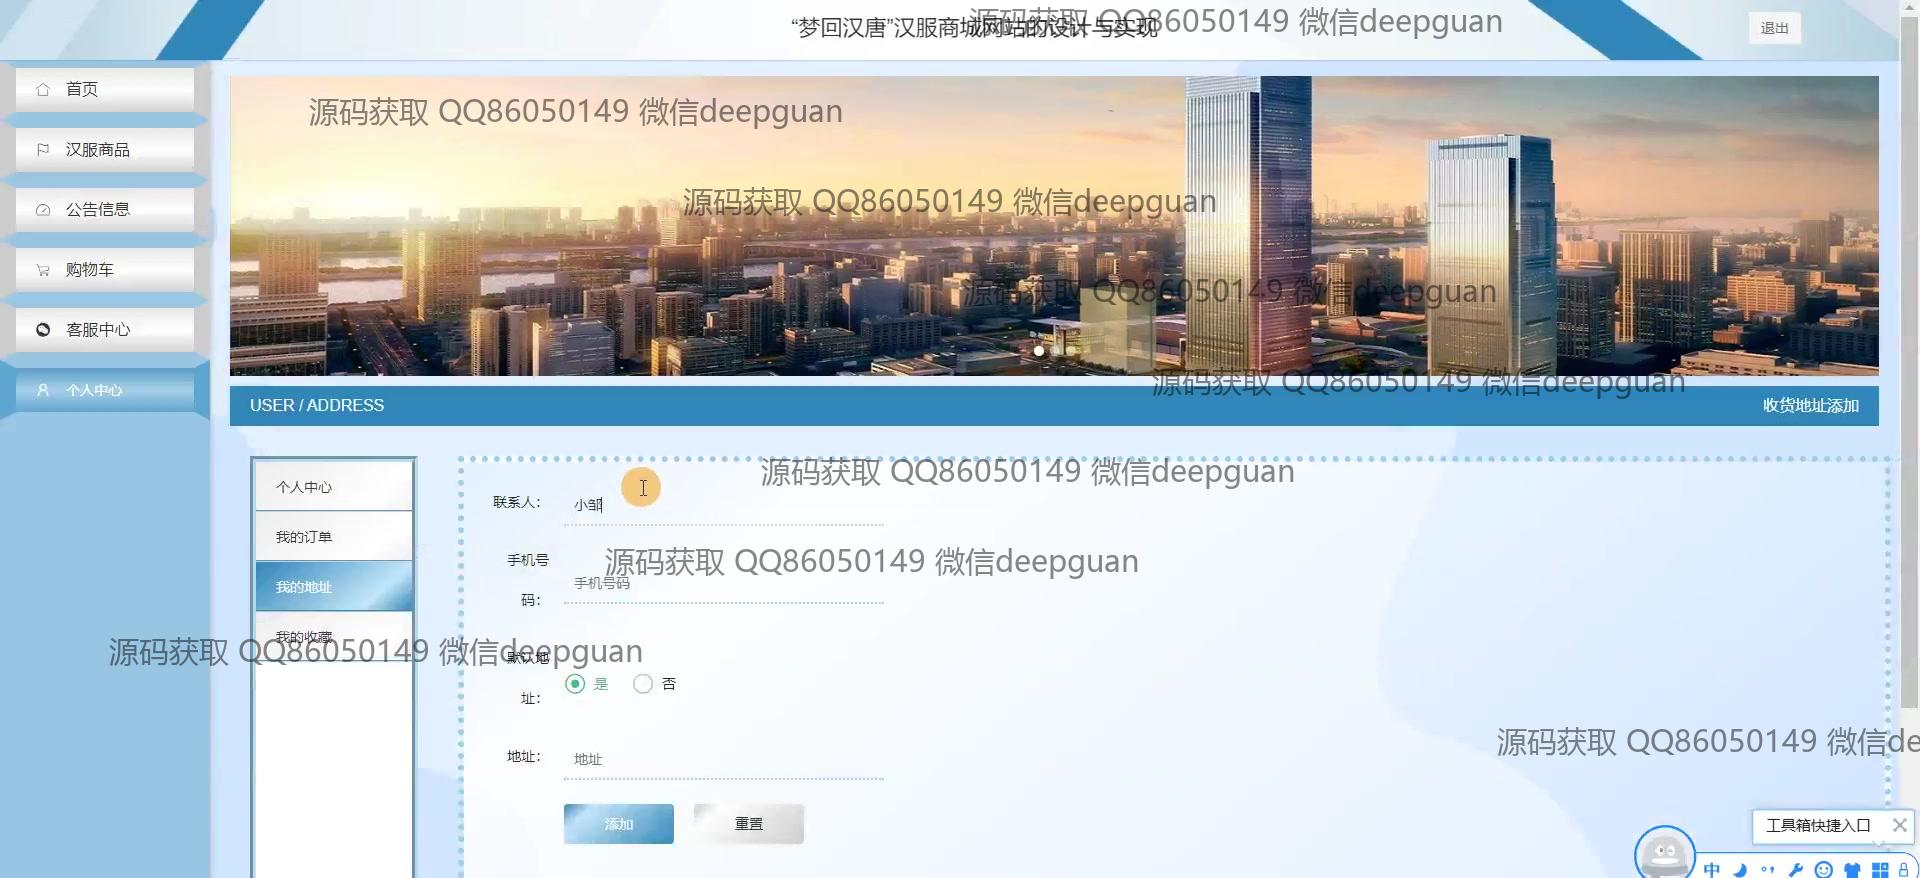 “梦回汉唐”汉服商城网站的设计与实现
源码获取 QQ86050149 微信deepguan
退出
首页
汉服商品
公告信息
购物车
客服中心
个人中心
源码获取 QQ86050149 微信deepguan
源码获取 QQ86050149 微信deepguan
源码获取 QQ86050149 微信deepguan
源码获取 QQ86050149 微信deepguan
USER / ADDRESS
收货地址添加
源码获取 QQ86050149 微信deepguan
个人中心
我的订单
我的地址
我的收藏
联系人：
小邹
源码获取 QQ86050149 微信deepguan
手机号
码：
手机号码
源码获取 QQ86050149 微信deepguan
默认地
址：
是
否
源码获取 QQ86050149 微信de
地址：
地址
添加
重置
工具箱快捷入口
中